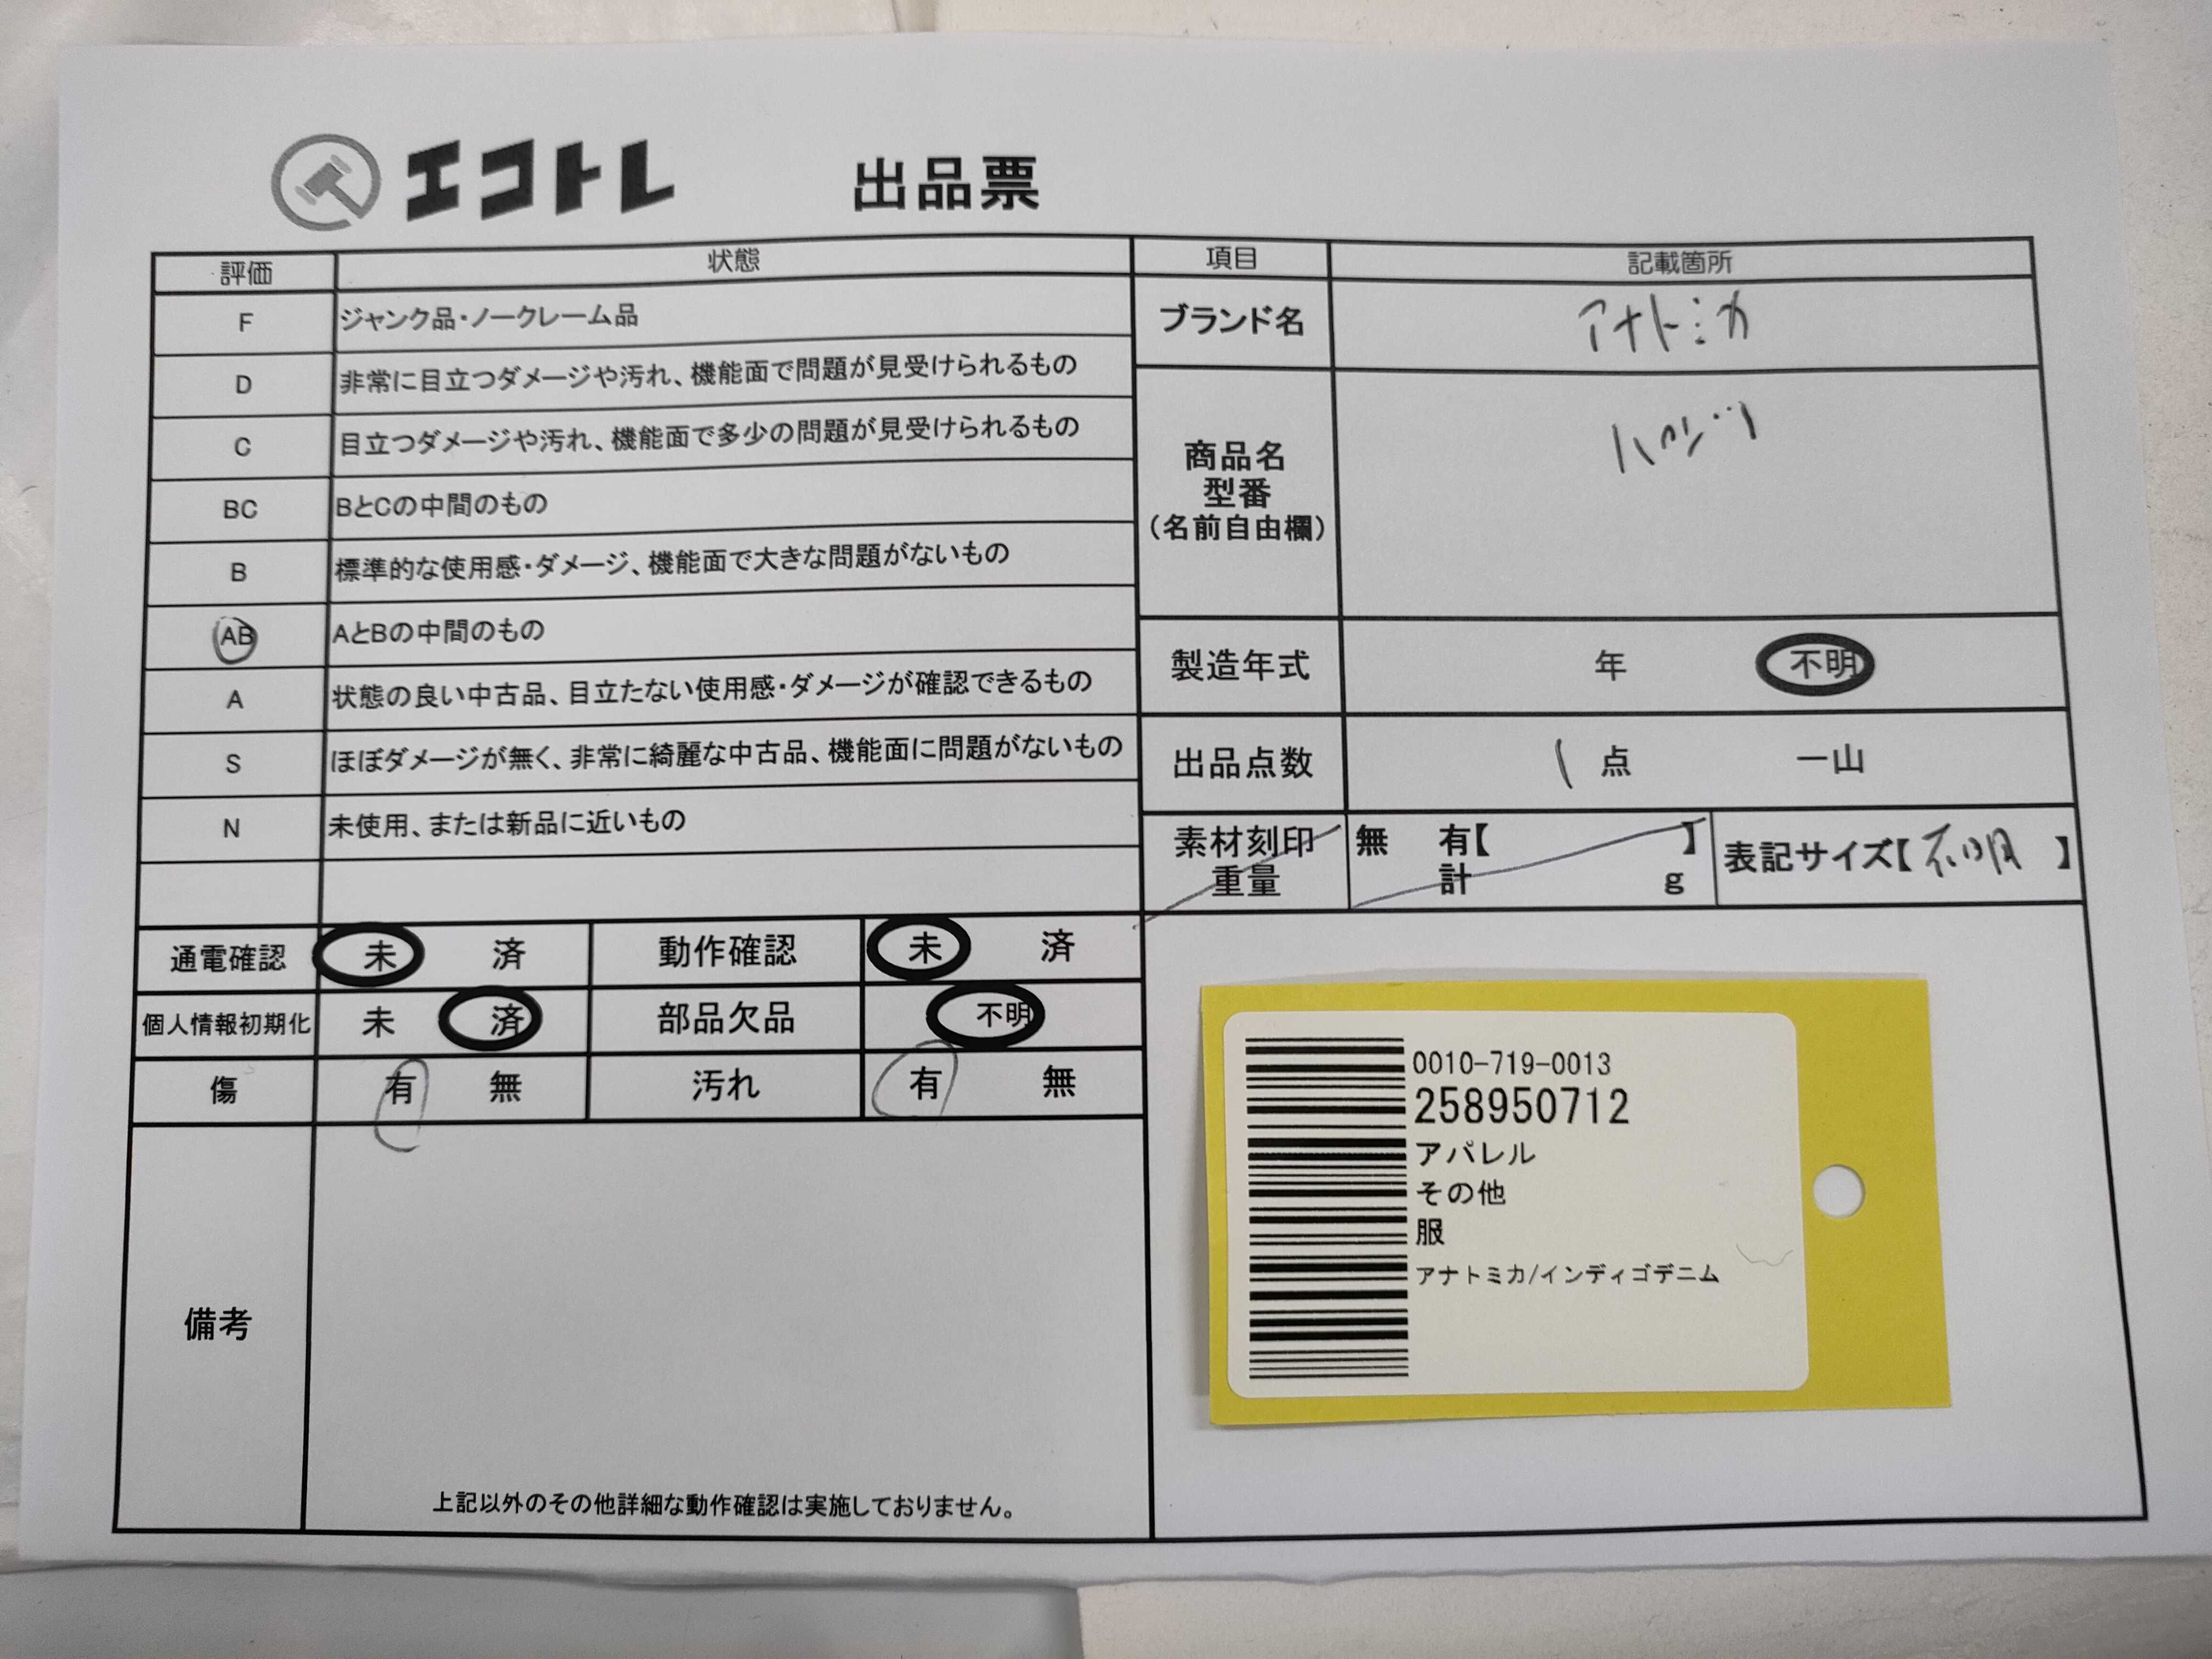 エコトレ 出品票
評価 状態
F ジャンク品・ノークレーム品
D 非常に目立つダメージや汚れ、機能面で問題が見受けられるもの
C 目立つダメージや汚れ、機能面で多少の問題が見受けられるもの
BC BとCの中間のもの
B 標準的な使用感・ダメージ、機能面で大きな問題がないもの
AB AとBの中間のもの
A 状態の良い中古品、目立たない使用感・ダメージが確認できるもの
S ほぼダメージが無く、非常に綺麗な中古品、機能面に問題がないもの
N 未使用、または新品に近いもの
項目 記載箇所
ブランド名 アナトミカ
商品名
型番
(名前自由欄)
パンツ
製造年式 年 不明
出品点数 1 点 一山
素材刻印 無 有【 】
重量 計 g
表記サイズ【不明】
通電確認 未 済 動作確認 未 済
個人情報初期化 未 済 部品欠品 不明
傷 有 無 汚れ 有 無
備考
上記以外のその他詳細な動作確認は実施しておりません。
0010-719-0013
258950712
アパレル
その他
服
アナトミカ/インディゴデニム